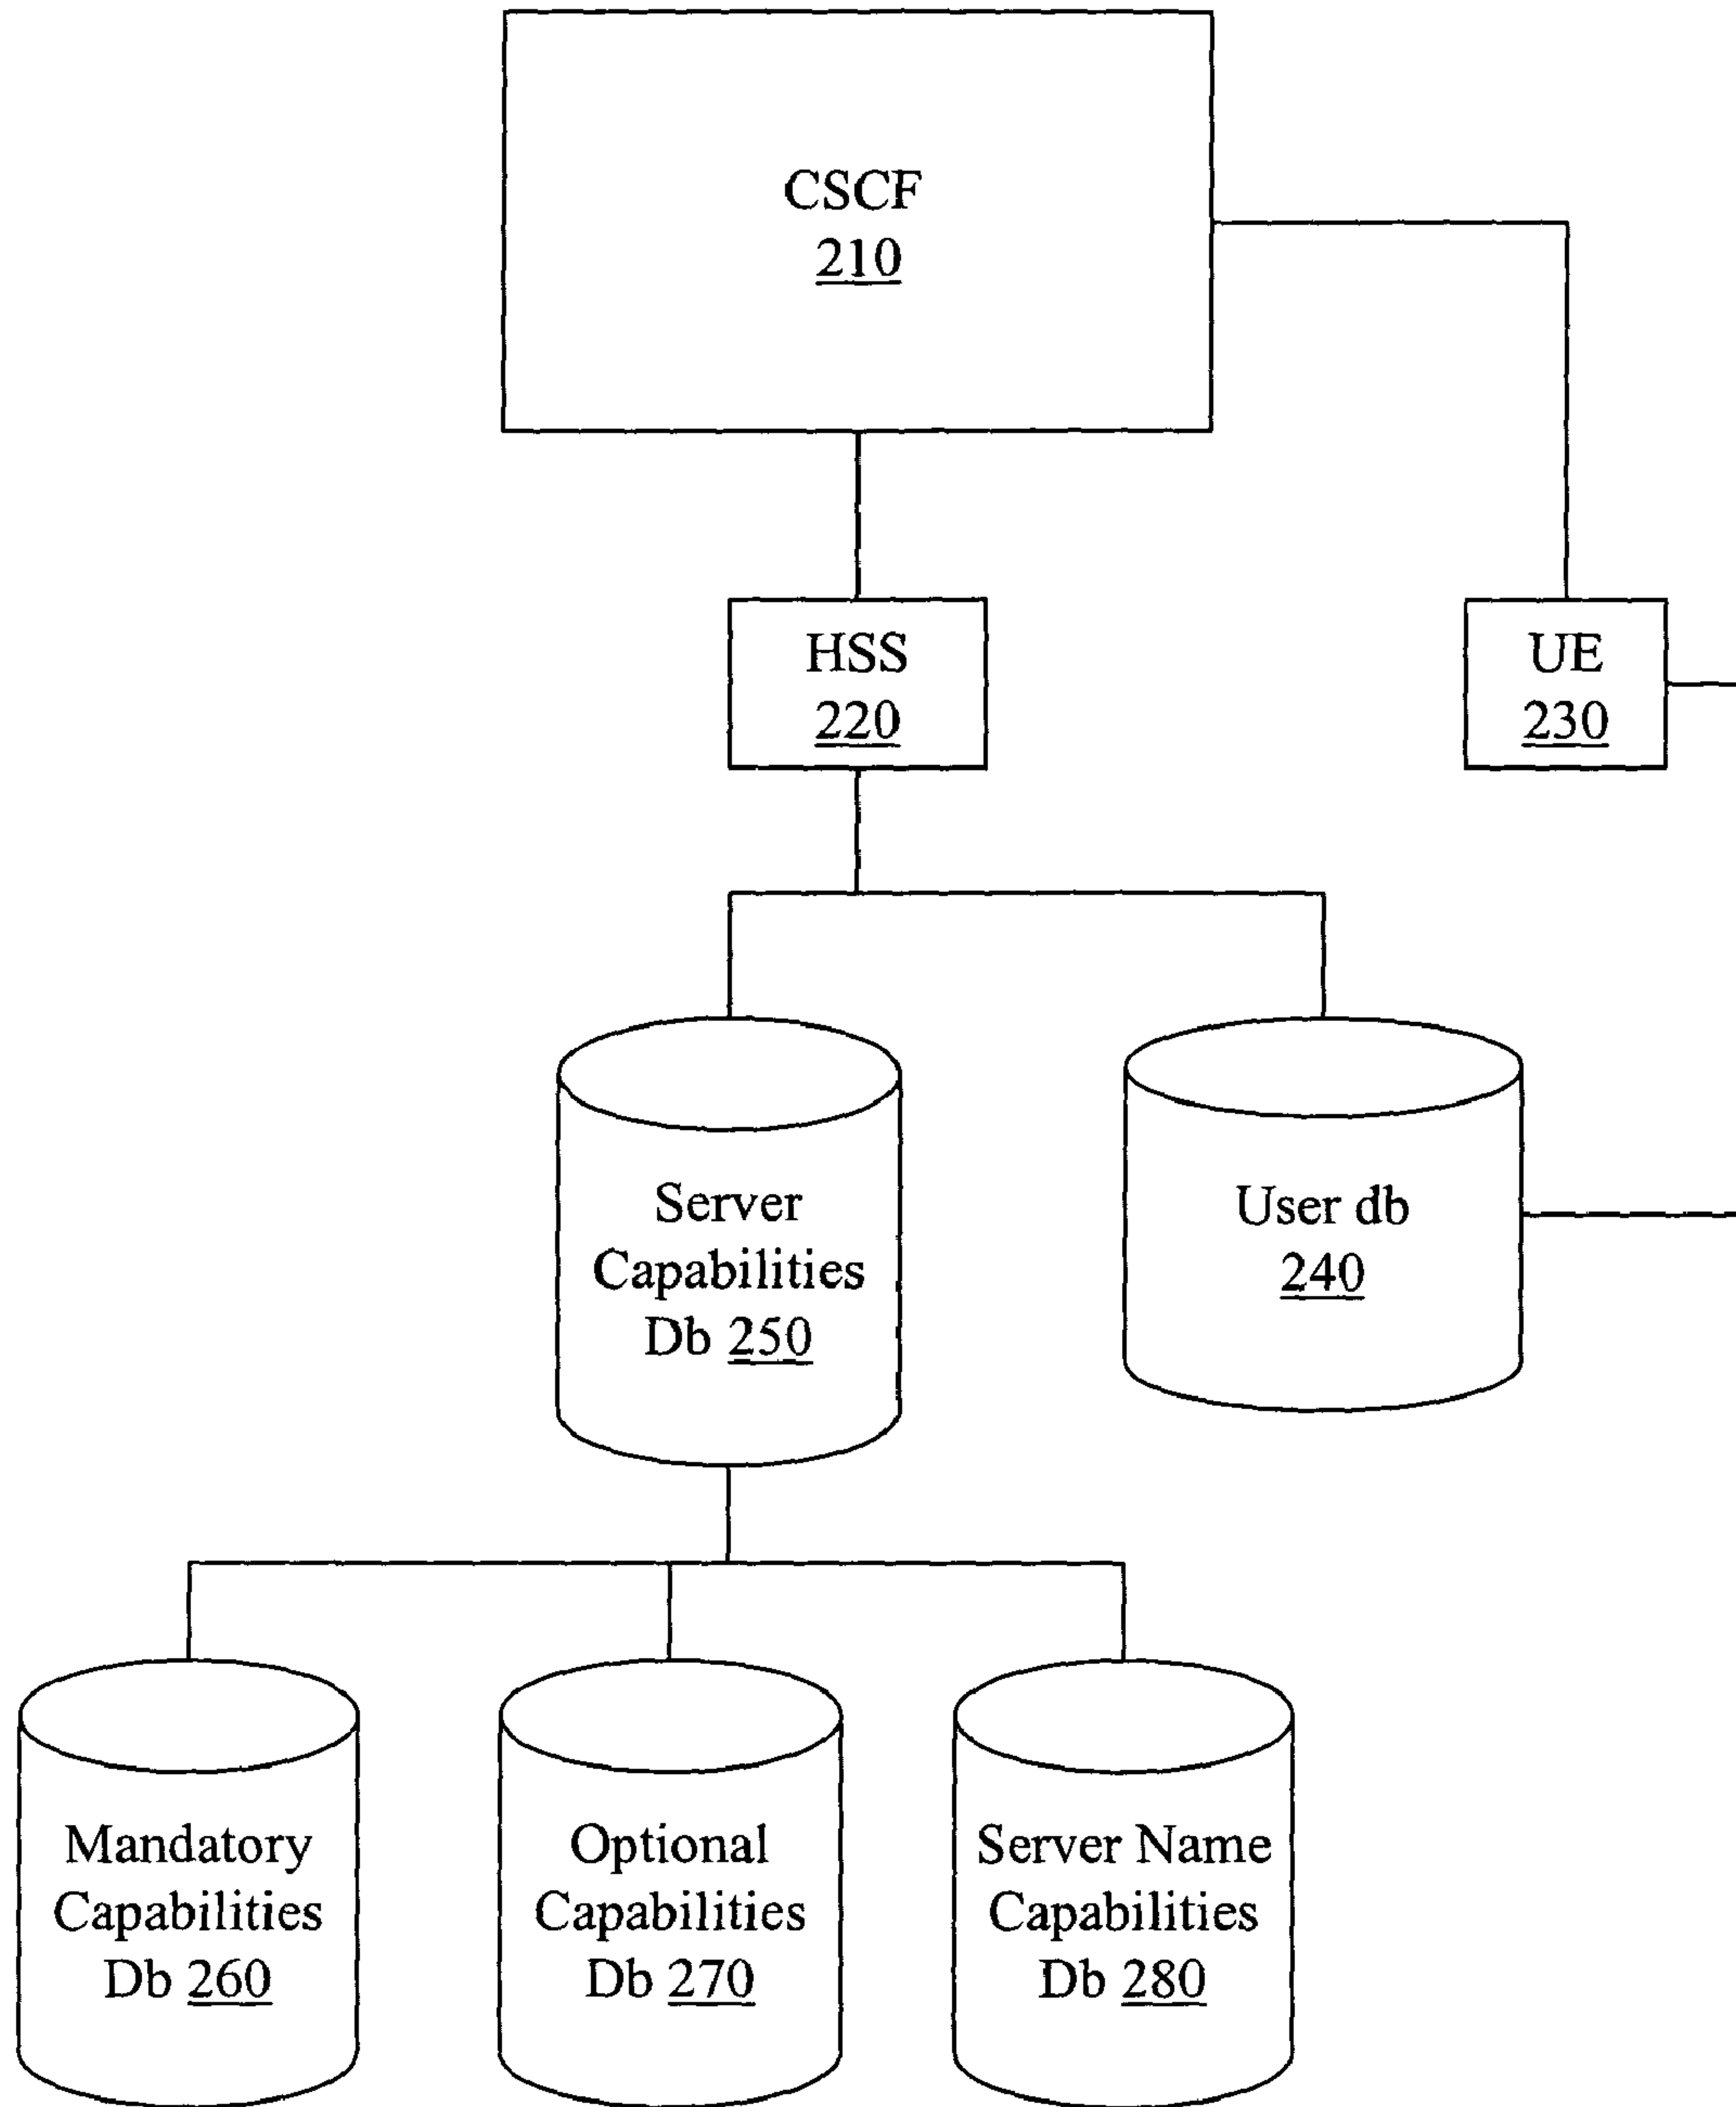 CSCF
210
HSS
220
UE
230
Server
Capabilities
Db 250
User db
240
Mandatory
Capabilities
Db 260
Optional
Capabilities
Db 270
Server Name
Capabilities
Db 280